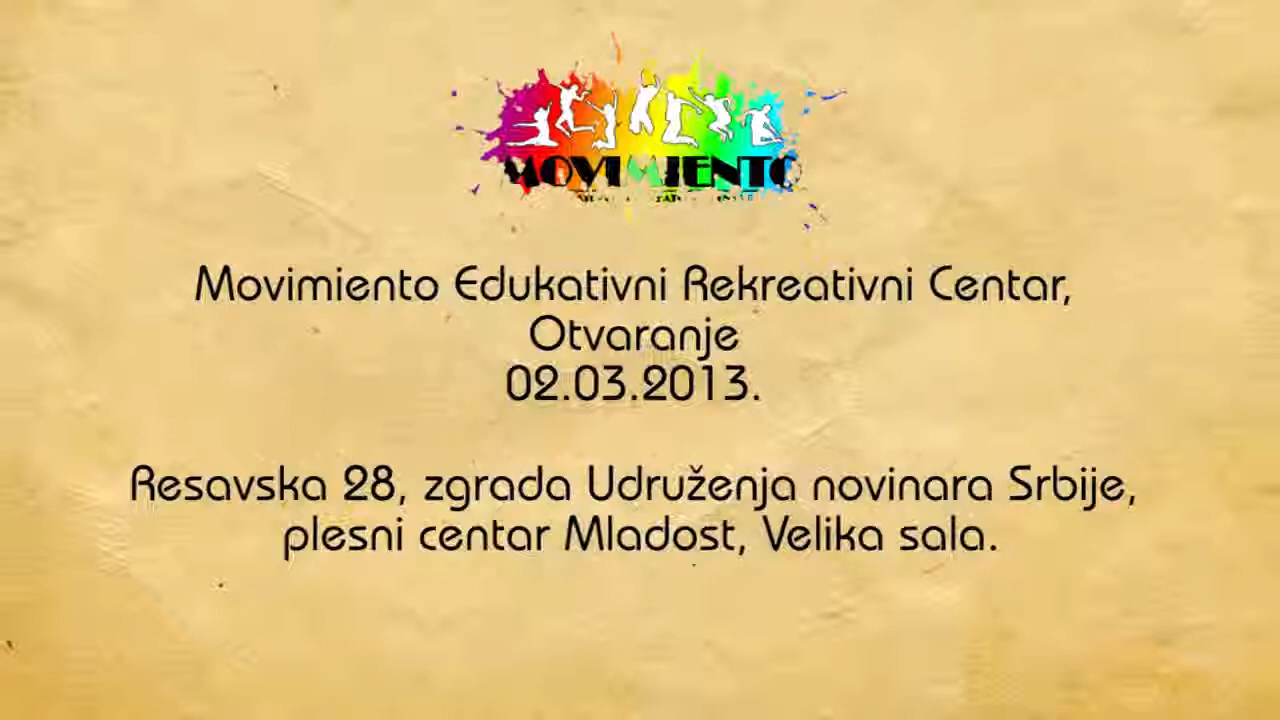 MOVIMIENTO
Movimiento Edukativni Rekreativni Centar,
Otvaranje
02.03.2013.
Resavska 28, zgrada Udruženja novinara Srbije,
plesni centar Mladost, Velika sala.